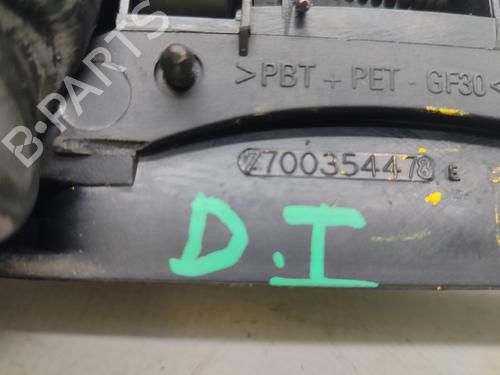 >PBT + PET - GF30<
7700354478 E
D.I
B-PARTS